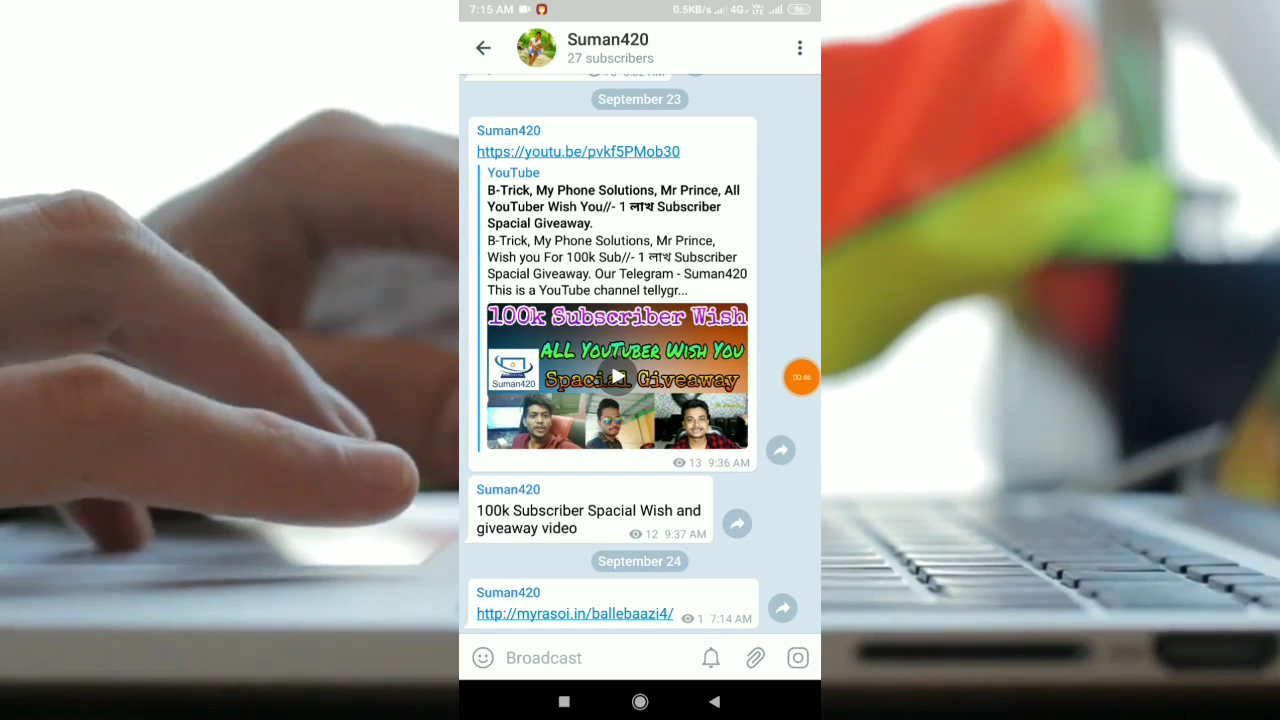 7:15 AM
0.5KB/s 4G VoLTE 96
Suman420
27 subscribers
September 23
Suman420
https://youtu.be/pvkf5PMob30
YouTube
B-Trick, My Phone Solutions, Mr Prince, All
YouTuber Wish You//- 1 লাখ Subscriber
Spacial Giveaway.
B-Trick, My Phone Solutions, Mr Prince,
Wish you For 100k Sub//- 1 লাখ Subscriber
Spacial Giveaway. Our Telegram - Suman420
This is a YouTube channel tellygr...
100k Subscriber Wish
ALL YouTuber Wish You
Spacial Giveaway
Suman420
13 9:36 AM
00:46
Suman420
100k Subscriber Spacial Wish and
giveaway video
12 9:37 AM
September 24
Suman420
http://myrasoi.in/ballebaazi4/
1 7:14 AM
Broadcast